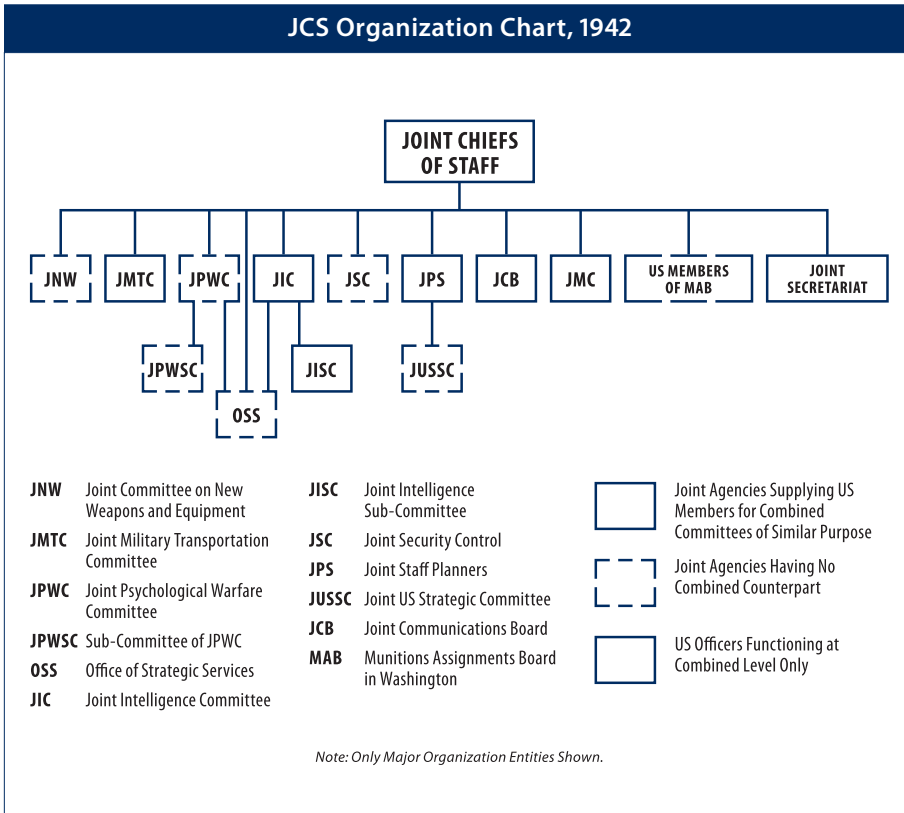 JCS Organization Chart, 1942
JOINT CHIEFS
OF STAFF
JNW
JMTC
JPWC
JIC
JSC
JPS
JCB
JMC
US MEMBERS
OF MAB
JOINT
SECRETARIAT
JPWSC
JISC
JUSSC
OSS
JNW Joint Committee on New
Weapons and Equipment
JMTC Joint Military Transportation
Committee
JPWC Joint Psychological Warfare
Committee
JPWSC Sub-Committee of JPWC
OSS Office of Strategic Services
JIC Joint Intelligence Committee
JISC Joint Intelligence
Sub-Committee
JSC Joint Security Control
JPS Joint Staff Planners
JUSSC Joint US Strategic Committee
JCB Joint Communications Board
MAB Munitions Assignments Board
in Washington
Joint Agencies Supplying US
Members for Combined
Committees of Similar Purpose
Joint Agencies Having No
Combined Counterpart
US Officers Functioning at
Combined Level Only
Note: Only Major Organization Entities Shown.